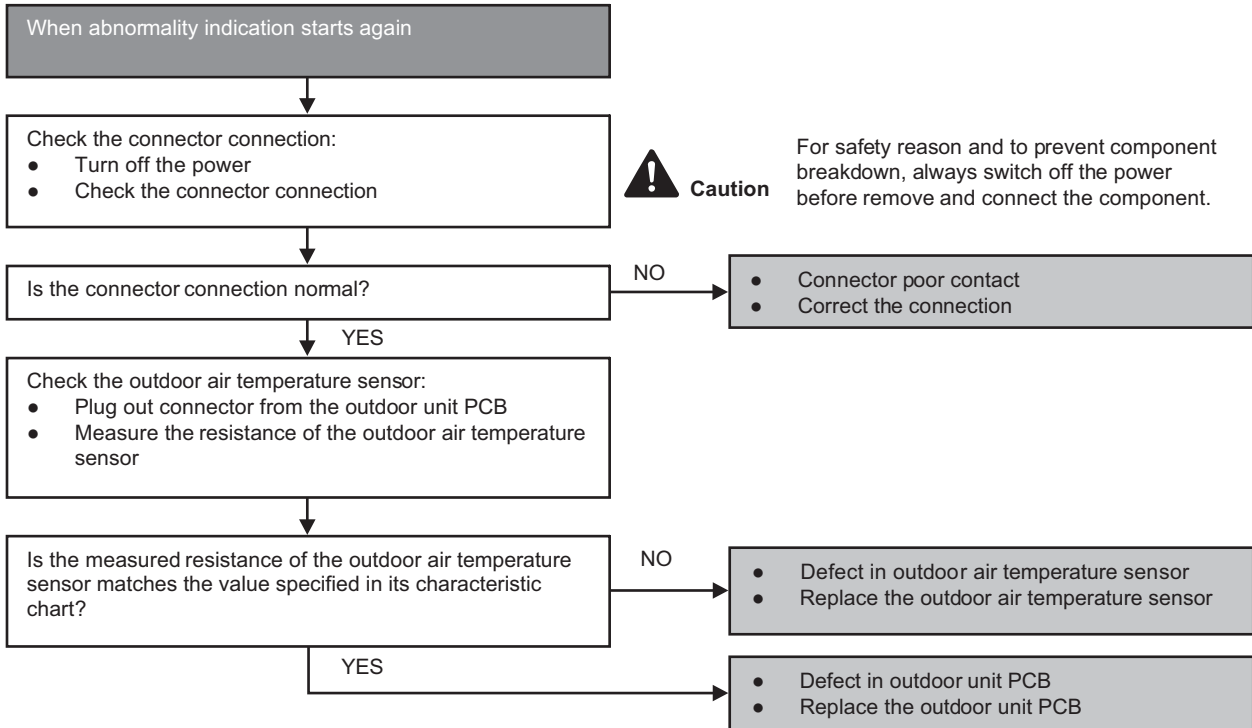 When abnormality indication starts again
Check the connector connection:
● Turn off the power
● Check the connector connection
Caution
For safety reason and to prevent component
breakdown, always switch off the power
before remove and connect the component.
Is the connector connection normal?
NO
● Connector poor contact
● Correct the connection
YES
Check the outdoor air temperature sensor:
● Plug out connector from the outdoor unit PCB
● Measure the resistance of the outdoor air temperature
sensor
Is the measured resistance of the outdoor air temperature
sensor matches the value specified in its characteristic
chart?
NO
● Defect in outdoor air temperature sensor
● Replace the outdoor air temperature sensor
YES
● Defect in outdoor unit PCB
● Replace the outdoor unit PCB